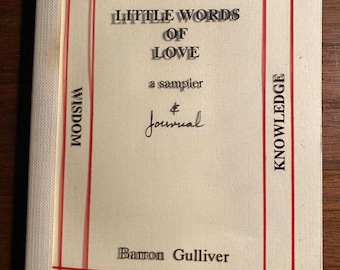 LITTLE WORDS
OF
LOVE
a sampler
&
Journal
WISDOM
KNOWLEDGE
Barron Gulliver